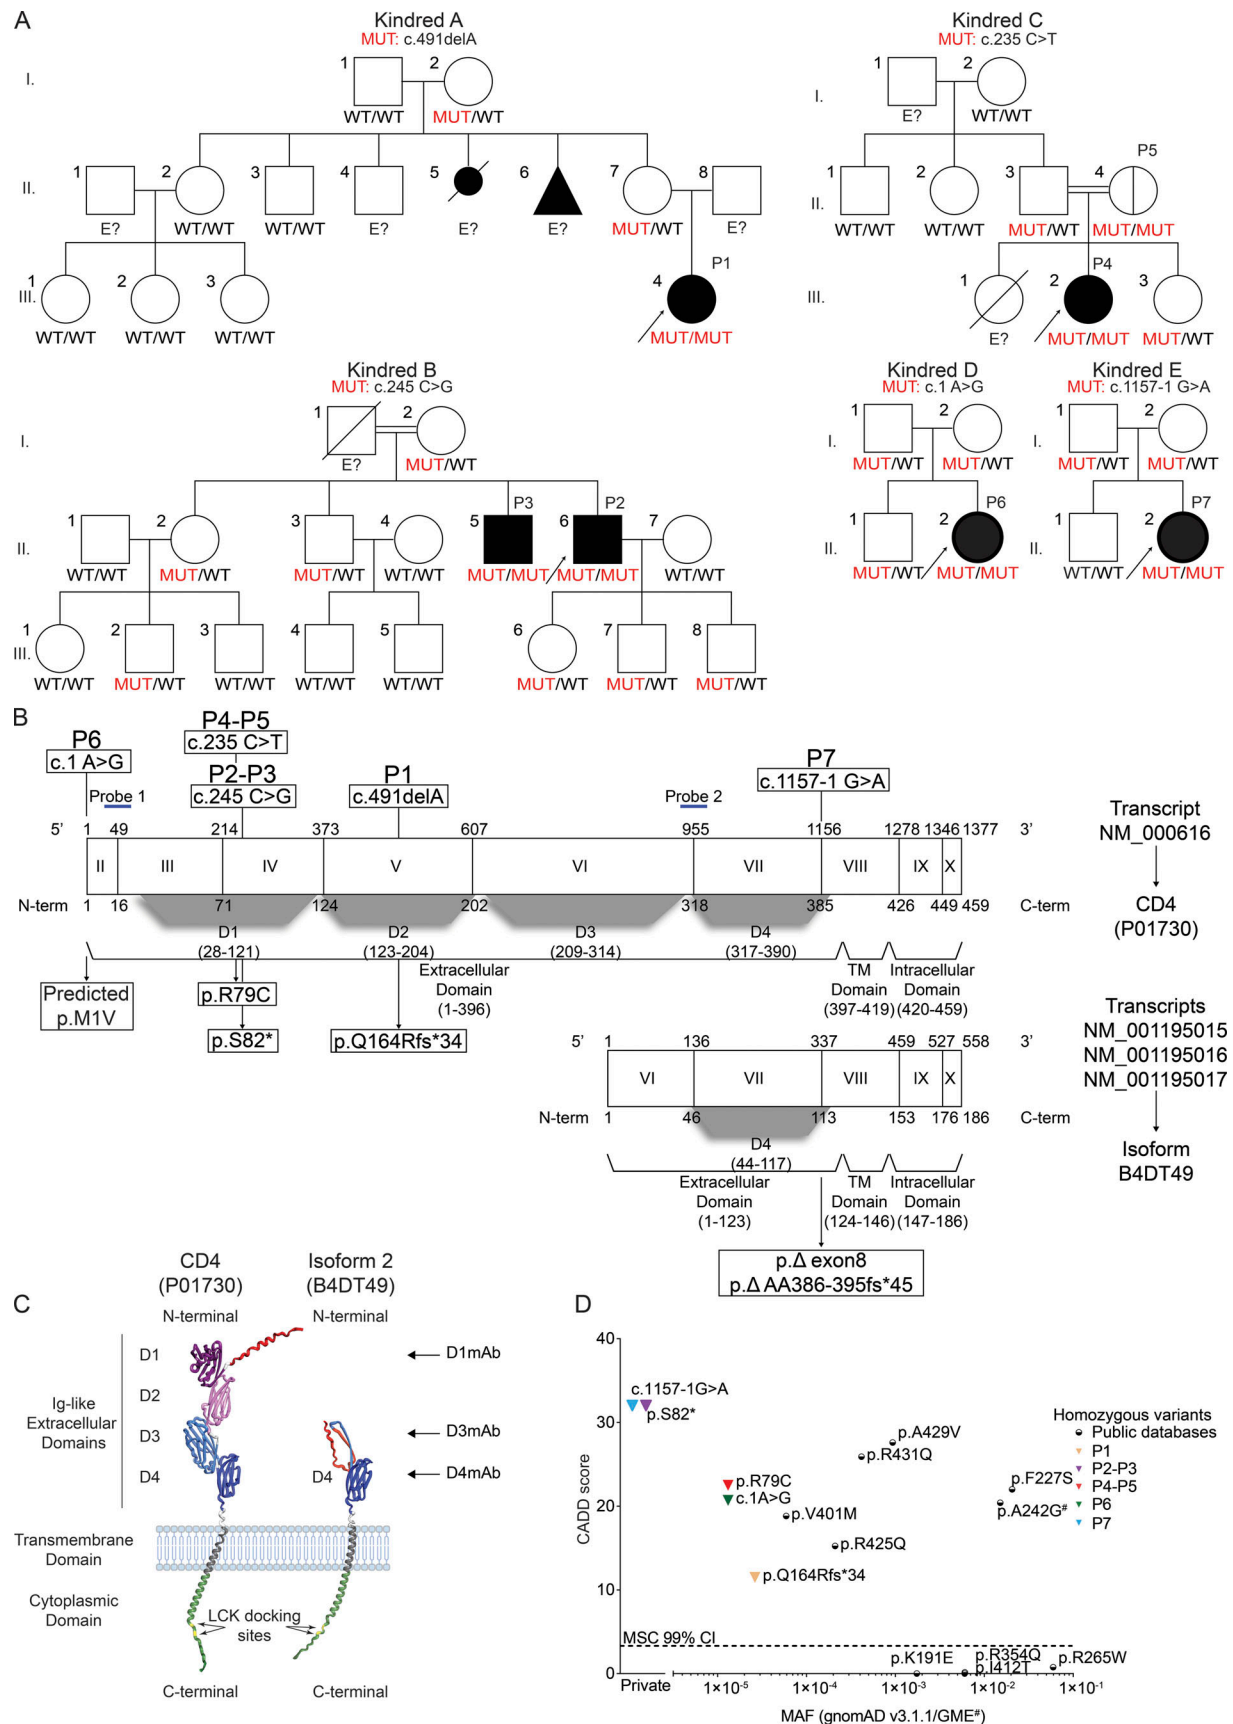 A
Kindred A
MUT: c.491delA
I.
1
2
WT/WT
MUT/WT
II.
1
2
3
4
5
6
7
8
E?
WT/WT
WT/WT
E?
E?
E?
MUT/WT
E?
P1
III.
1
2
3
4
WT/WT
WT/WT
WT/WT
MUT/MUT
Kindred C
MUT: c.235 C>T
I.
1
2
E?
WT/WT
P5
II.
1
2
3
4
WT/WT
WT/WT
MUT/WT
MUT/MUT
P4
III.
1
2
3
E?
MUT/MUT
MUT/WT
Kindred B
MUT: c.245 C>G
I.
1
2
E?
MUT/WT
P3
P2
II.
1
2
3
4
5
6
7
WT/WT
MUT/WT
MUT/WT
WT/WT
MUT/MUT
MUT/MUT
WT/WT
III.
1
2
3
4
5
6
7
8
WT/WT
MUT/WT
WT/WT
WT/WT
WT/WT
MUT/WT
MUT/WT
MUT/WT
Kindred D
MUT: c.1 A>G
I.
1
2
MUT/WT
MUT/WT
P6
II.
1
2
MUT/WT
MUT/MUT
Kindred E
MUT: c.1157-1 G>A
I.
1
2
MUT/WT
MUT/WT
P7
II.
1
2
WT/WT
MUT/MUT
B
P6
c.1 A>G
P4-P5
c.235 C>T
P2-P3
c.245 C>G
P1
c.491delA
P7
c.1157-1 G>A
Probe 1
Probe 2
5' 1 49 214 373 607 955 1156 1278 1346 1377 3'
II III IV V VI VII VIII IX X
N-term 1 16 71 124 202 318 385 426 449 459 C-term
D1
(28-121)
D2
(123-204)
D3
(209-314)
D4
(317-390)
Extracellular
Domain
(1-396)
TM
Domain
(397-419)
Intracellular
Domain
(420-459)
Predicted
p.M1V
p.R79C
p.S82*
p.Q164Rfs*34
Transcript
NM_000616
CD4
(P01730)
5' 1 136 337 459 527 558 3'
VI VII VIII IX X
N-term 1 46 113 153 176 186 C-term
D4
(44-117)
Extracellular
Domain
(1-123)
TM
Domain
(124-146)
Intracellular
Domain
(147-186)
p.Δ exon8
p.Δ AA386-395fs*45
Transcripts
NM_001195015
NM_001195016
NM_001195017
Isoform
B4DT49
C
CD4
(P01730)
N-terminal
Isoform 2
(B4DT49)
N-terminal
Ig-like
Extracellular
Domains
D1
D2
D3
D4
D4
D1mAb
D3mAb
D4mAb
Transmembrane
Domain
Cytoplasmic
Domain
LCK docking
sites
C-terminal
C-terminal
D
CADD score
40
30
20
10
0
c.1157-1G>A
p.S82*
p.R79C
c.1A>G
p.Q164Rfs*34
p.V401M
p.R425Q
p.R431Q
p.A429V
p.F227S
p.A242G#
MSC 99% CI
p.K191E
p.R354Q
p.I412T
p.R265W
Private
1×10-5
1×10-4
1×10-3
1×10-2
1×10-1
MAF (gnomAD v3.1.1/GME#)
Homozygous variants
Public databases
P1
P2-P3
P4-P5
P6
P7